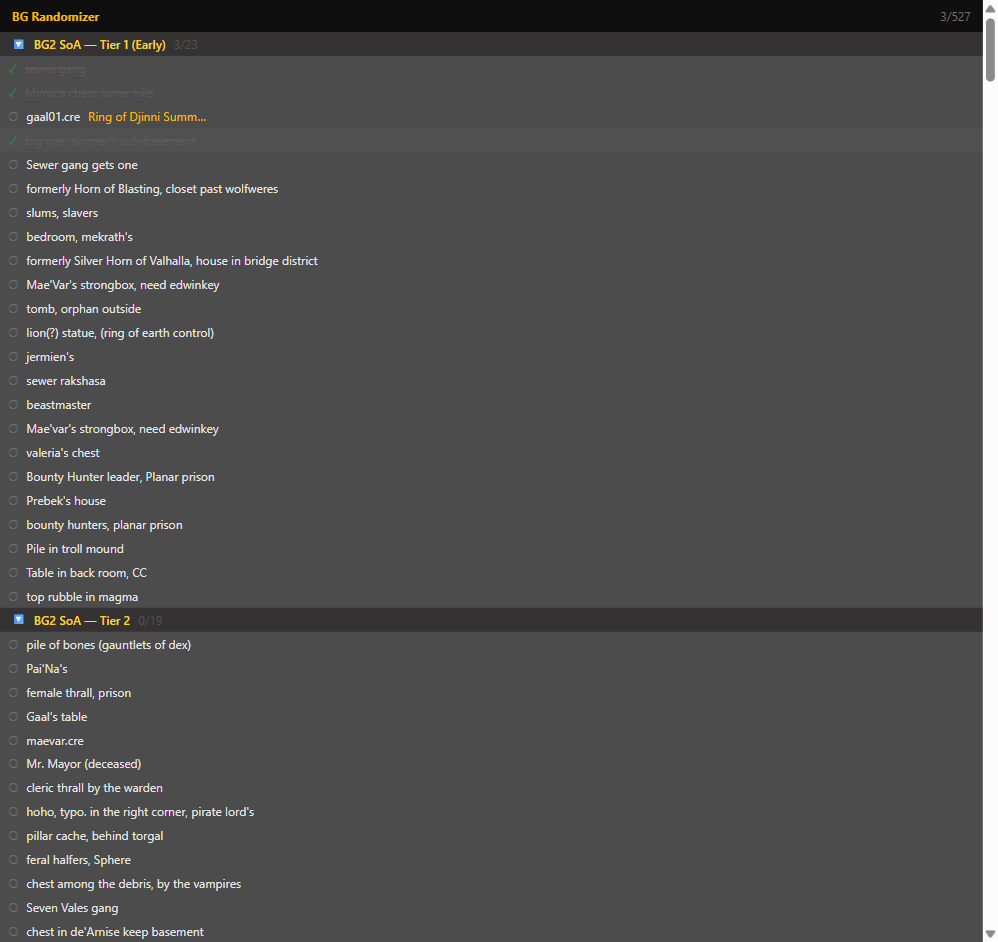 BG Randomizer 3/527
BG2 SoA — Tier 1 (Early) 3/23
sewer gang
Mimic's chest, umar hills
gaal01.cre Ring of Djinni Summ...
big one, skinner's sub-basement
Sewer gang gets one
formerly Horn of Blasting, closet past wolfweres
slums, slavers
bedroom, mekrath's
formerly Silver Horn of Valhalla, house in bridge district
Mae'Var's strongbox, need edwinkey
tomb, orphan outside
lion(?) statue, (ring of earth control)
jermien's
sewer rakshasa
beastmaster
Mae'var's strongbox, need edwinkey
valeria's chest
Bounty Hunter leader, Planar prison
Prebek's house
bounty hunters, planar prison
Pile in troll mound
Table in back room, CC
top rubble in magma
BG2 SoA — Tier 2 0/19
pile of bones (gauntlets of dex)
Pai'Na's
female thrall, prison
Gaal's table
maevar.cre
Mr. Mayor (deceased)
cleric thrall by the warden
hoho, typo. in the right corner, pirate lord's
pillar cache, behind torgal
feral halfers, Sphere
chest among the debris, by the vampires
Seven Vales gang
chest in de'Arnise keep basement